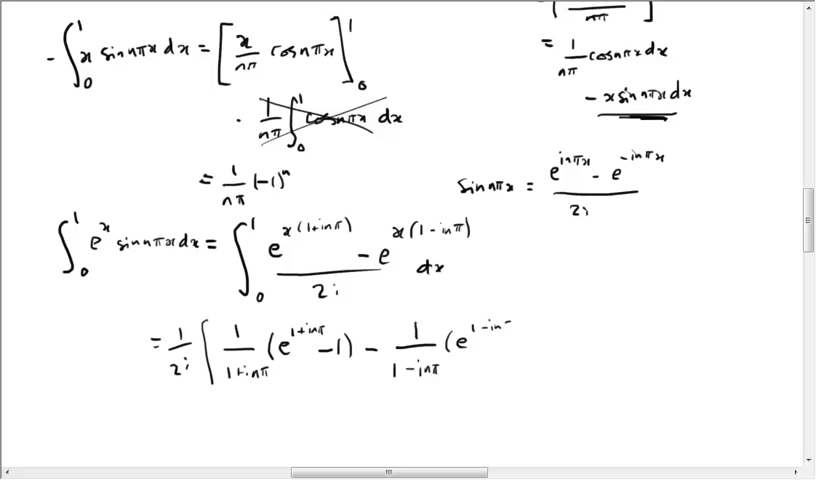 - ∫₀¹ x sin nπx dx = [x/nπ cos nπx]₀¹
- 1/nπ ∫₀¹ cos nπx dx
= 1/nπ (-1)ⁿ
nπ ]
= 1/nπ cos nπx dx
- x sin nπx dx
sin nπx = (e^{inπx} - e^{-inπx})/2i
∫₀¹ eˣ sin nπx dx = ∫₀¹ (e^{x(1+inπ)} - e^{x(1-inπ)})/2i dx
= 1/2i [ 1/(1+inπ) (e^{1+inπ} - 1) - 1/(1-inπ) (e^{1-in